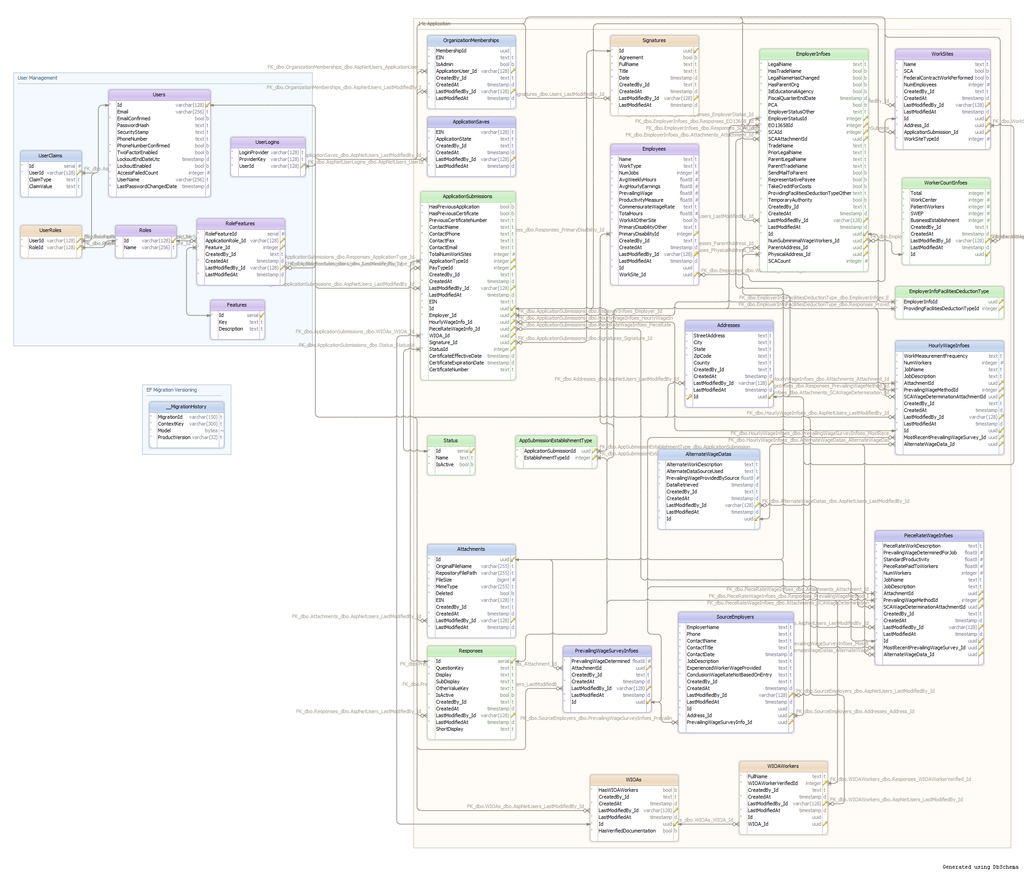 User Management
Users
Id varchar(128)
Email varchar(256)
EmailConfirmed bool b
PasswordHash text t
SecurityStamp text t
PhoneNumber text t
PhoneNumberConfirmed bool b
TwoFactorEnabled bool b
LockoutEndDateUtc timestamp d
LockoutEnabled bool b
AccessFailedCount integer #
UserName varchar(256) t
LastPasswordChangedDate timestamp d
UserLogins
LoginProvider varchar(128)
ProviderKey varchar(128)
UserId varchar(128)
UserClaims
Id serial #
UserId varchar(128)
ClaimType text t
ClaimValue text t
UserRoles
UserId varchar(128)
RoleId varchar(128)
Roles
Id varchar(128)
Name varchar(256) t
RoleFeatures
RoleFeatureId serial
ApplicationRole_Id varchar(128)
Feature_Id integer
CreatedBy_Id text t
CreatedAt timestamp d
LastModifiedBy_Id varchar(128)
LastModifiedAt timestamp d
Features
Id serial
Key text t
Description text t
EF Migration Versioning
__MigrationHistory
MigrationId varchar(150) t
ContextKey varchar(300) t
Model bytea ~
ProductVersion varchar(32) t
OrganizationMemberships
MembershipId uuid
EIN text t
IsAdmin bool b
ApplicationUser_Id varchar(128)
CreatedBy_Id text t
CreatedAt timestamp d
LastModifiedBy_Id varchar(128)
LastModifiedAt timestamp d
ApplicationSaves
EIN text
ApplicationState text t
CreatedBy_Id text t
CreatedAt timestamp d
LastModifiedBy_Id varchar(128)
LastModifiedAt timestamp d
ApplicationSubmissions
HasPreviousApplication bool b
HasPreviousCertificate bool b
PreviousCertificateNumber text t
ContactName text t
ContactPhone text t
ContactFax text t
ContactEmail text t
TotalNumWorkSites integer #
ApplicationTypeId integer
PayTypeId integer
CreatedBy_Id text t
CreatedAt timestamp d
LastModifiedBy_Id varchar(128)
LastModifiedAt timestamp d
EIN text t
Id uuid
Employer_Id uuid
HourlyWageInfo_Id uuid
PieceRateWageInfo_Id uuid
WIOA_Id uuid
Signature_Id uuid
StatusId integer
CertificateEffectiveDate timestamp d
CertificateExpirationDate timestamp d
CertificateNumber text t
Status
Id serial
Name text t
IsActive bool b
AppSubmissionEstablishmentType
ApplicationSubmissionId uuid
EstablishmentTypeId integer
Attachments
Id uuid
OriginalFileName varchar(255) t
RepositoryFilePath varchar(255) t
FileSize bigint #
MimeType varchar(255) t
Deleted bool b
EIN varchar(128) t
CreatedBy_Id text t
CreatedAt timestamp d
LastModifiedBy_Id varchar(128)
LastModifiedAt timestamp d
Responses
Id serial
QuestionKey text t
Display text t
SubDisplay text t
OtherValueKey text t
IsActive bool b
CreatedBy_Id text t
CreatedAt timestamp d
LastModifiedBy_Id varchar(128)
LastModifiedAt timestamp d
ShortDisplay text t
Signatures
Id uuid
Agreement bool b
FullName text t
Title text t
Date timestamp d
CreatedBy_Id text t
CreatedAt timestamp d
LastModifiedBy_Id varchar(128)
LastModifiedAt timestamp d
Employees
Name text t
WorkType text t
NumJobs integer #
AvgWeeklyHours float8 #
AvgHourlyEarnings float8 #
PrevailingWage float8 #
ProductivityMeasure float8 #
CommensurateWageRate text t
TotalHours float8 #
WorkAtOtherSite bool b
PrimaryDisabilityOther text t
PrimaryDisabilityId integer
CreatedBy_Id text t
CreatedAt timestamp d
LastModifiedBy_Id varchar(128)
LastModifiedAt timestamp d
Id uuid
WorkSite_Id uuid
EmployerInfoes
LegalName text t
HasTradeName bool b
LegalNameHasChanged bool b
HasParentOrg bool b
IsEducationalAgency bool b
FiscalQuarterEndDate timestamp d
PCA bool b
EmployerStatusOther text t
EmployerStatusId integer
EO13658Id integer
SCAId integer
SCAAttachmentId uuid
TradeName text t
PriorLegalName text t
ParentLegalName text t
ParentTradeName text t
SendMailToParent bool b
RepresentativePayee bool b
TakeCreditForCosts bool b
ProvidingFacilitiesDeductionTypeOther text t
TemporaryAuthority bool b
CreatedBy_Id text t
CreatedAt timestamp d
LastModifiedBy_Id varchar(128)
LastModifiedAt timestamp d
Id uuid
NumSubminimalWageWorkers_Id uuid
ParentAddress_Id uuid
PhysicalAddress_Id uuid
SCACount integer #
WorkSites
Name text t
SCA bool b
FederalContractWorkPerformed bool b
NumEmployees integer #
CreatedBy_Id text t
CreatedAt timestamp d
LastModifiedBy_Id varchar(128)
LastModifiedAt timestamp d
Id uuid
Address_Id uuid
ApplicationSubmission_Id uuid
WorkSiteTypeId integer
WorkerCountInfoes
Total integer #
WorkCenter integer #
PatientWorkers integer #
SWEP integer #
BusinessEstablishment integer #
CreatedBy_Id text t
CreatedAt timestamp d
LastModifiedBy_Id varchar(128)
LastModifiedAt timestamp d
Id uuid
EmployerInfoFacilitiesDeductionType
EmployerInfoId uuid
ProvidingFacilitiesDeductionTypeId integer
Addresses
StreetAddress text t
City text t
State text t
ZipCode text t
County text t
CreatedBy_Id text t
CreatedAt timestamp d
LastModifiedBy_Id varchar(128)
LastModifiedAt timestamp d
Id uuid
HourlyWageInfoes
WorkMeasurementFrequency text t
NumWorkers integer #
JobName text t
JobDescription text t
AttachmentId uuid
PrevailingWageMethodId integer
SCAWageDeterminationAttachmentId uuid
CreatedBy_Id text t
CreatedAt timestamp d
LastModifiedBy_Id varchar(128)
LastModifiedAt timestamp d
Id uuid
MostRecentPrevailingWageSurvey_Id uuid
AlternateWageData_Id uuid
AlternateWageDatas
AlternateWorkDescription text t
AlternateDataSourceUsed text t
PrevailingWageProvidedBySource float8 #
DataRetrieved timestamp d
CreatedBy_Id text t
CreatedAt timestamp d
LastModifiedBy_Id varchar(128)
LastModifiedAt timestamp d
Id uuid
PieceRateWageInfoes
PieceRateWorkDescription text t
PrevailingWageDeterminedForJob float8 #
StandardProductivity float8 #
PieceRatePaidToWorkers float8 #
NumWorkers integer #
JobName text t
JobDescription text t
AttachmentId uuid
PrevailingWageMethodId integer
SCAWageDeterminationAttachmentId uuid
CreatedBy_Id text t
CreatedAt timestamp d
LastModifiedBy_Id varchar(128)
LastModifiedAt timestamp d
Id uuid
MostRecentPrevailingWageSurvey_Id uuid
AlternateWageData_Id uuid
SourceEmployers
EmployerName text t
Phone text t
ContactName text t
ContactTitle text t
ContactDate timestamp d
JobDescription text t
ExperiencedWorkerWageProvided text t
ConclusionWageRateNotBasedOnEntry text t
CreatedBy_Id text t
CreatedAt timestamp d
LastModifiedBy_Id varchar(128)
LastModifiedAt timestamp d
Id uuid
Address_Id uuid
PrevailingWageSurveyInfo_Id uuid
PrevailingWageSurveyInfoes
PrevailingWageDetermined float8 #
AttachmentId uuid
CreatedBy_Id text t
CreatedAt timestamp d
LastModifiedBy_Id varchar(128)
LastModifiedAt timestamp d
Id uuid
WIOAs
HasWIOAWorkers bool b
CreatedBy_Id text t
CreatedAt timestamp d
LastModifiedBy_Id varchar(128)
LastModifiedAt timestamp d
Id uuid
HasVerifiedDocumentation bool b
WIOAWorkers
FullName text t
WIOAWorkerVerifiedId integer
CreatedBy_Id text t
CreatedAt timestamp d
LastModifiedBy_Id varchar(128)
LastModifiedAt timestamp d
Id uuid
WIOA_Id uuid
FK_dbo.Attachments_dbo.AspNetUsers_LastModifiedBy_Id
FK_dbo.Responses_dbo.AspNetUsers_LastModifiedBy_Id
FK_dbo.WIOAs_dbo.AspNetUsers_LastModifiedBy_Id
FK_dbo.WIOAWorkers_dbo.Responses_WIOAWorkerVerified_Id
FK_dbo.WIOAWorkers_dbo.AspNetUsers_LastModifiedBy_Id
FK_dbo.SourceEmployers_dbo.Addresses_Address_Id
FK_dbo.AlternateWageDatas_dbo.AspNetUsers_LastModifiedBy_Id
Generated using DbSchema